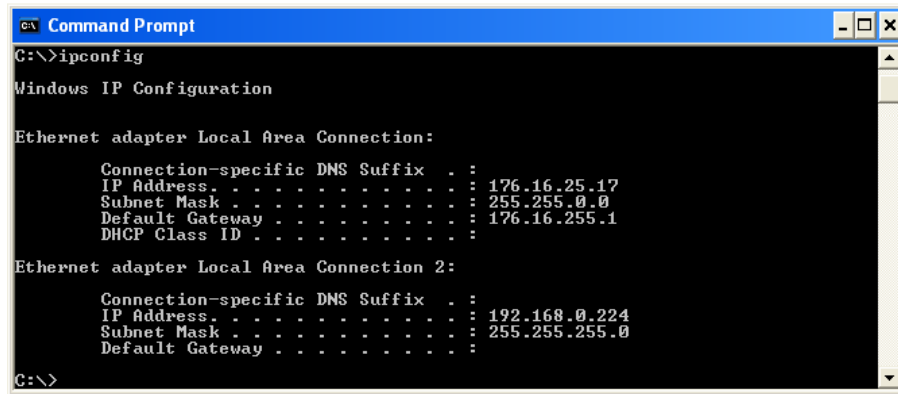 Command Prompt
C:\>ipconfig
Windows IP Configuration
Ethernet adapter Local Area Connection:
Connection-specific DNS Suffix . :
IP Address. . . . . . . . . . . . : 176.16.25.17
Subnet Mask . . . . . . . . . . . : 255.255.0.0
Default Gateway . . . . . . . . . : 176.16.255.1
DHCP Class ID . . . . . . . . . . :
Ethernet adapter Local Area Connection 2:
Connection-specific DNS Suffix . :
IP Address. . . . . . . . . . . . : 192.168.0.224
Subnet Mask . . . . . . . . . . . : 255.255.255.0
Default Gateway . . . . . . . . . :
C:\>